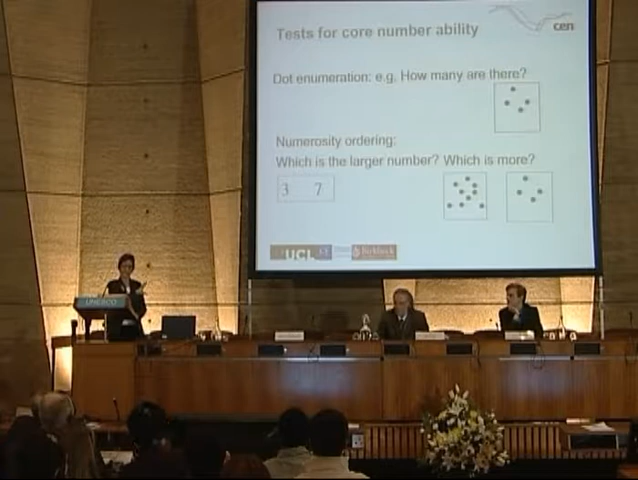 Tests for core number ability
cen
Dot enumeration: e.g. How many are there?
Numerosity ordering:
Which is the larger number? Which is more?
3 7
UCL
Birkbeck
UNESCO